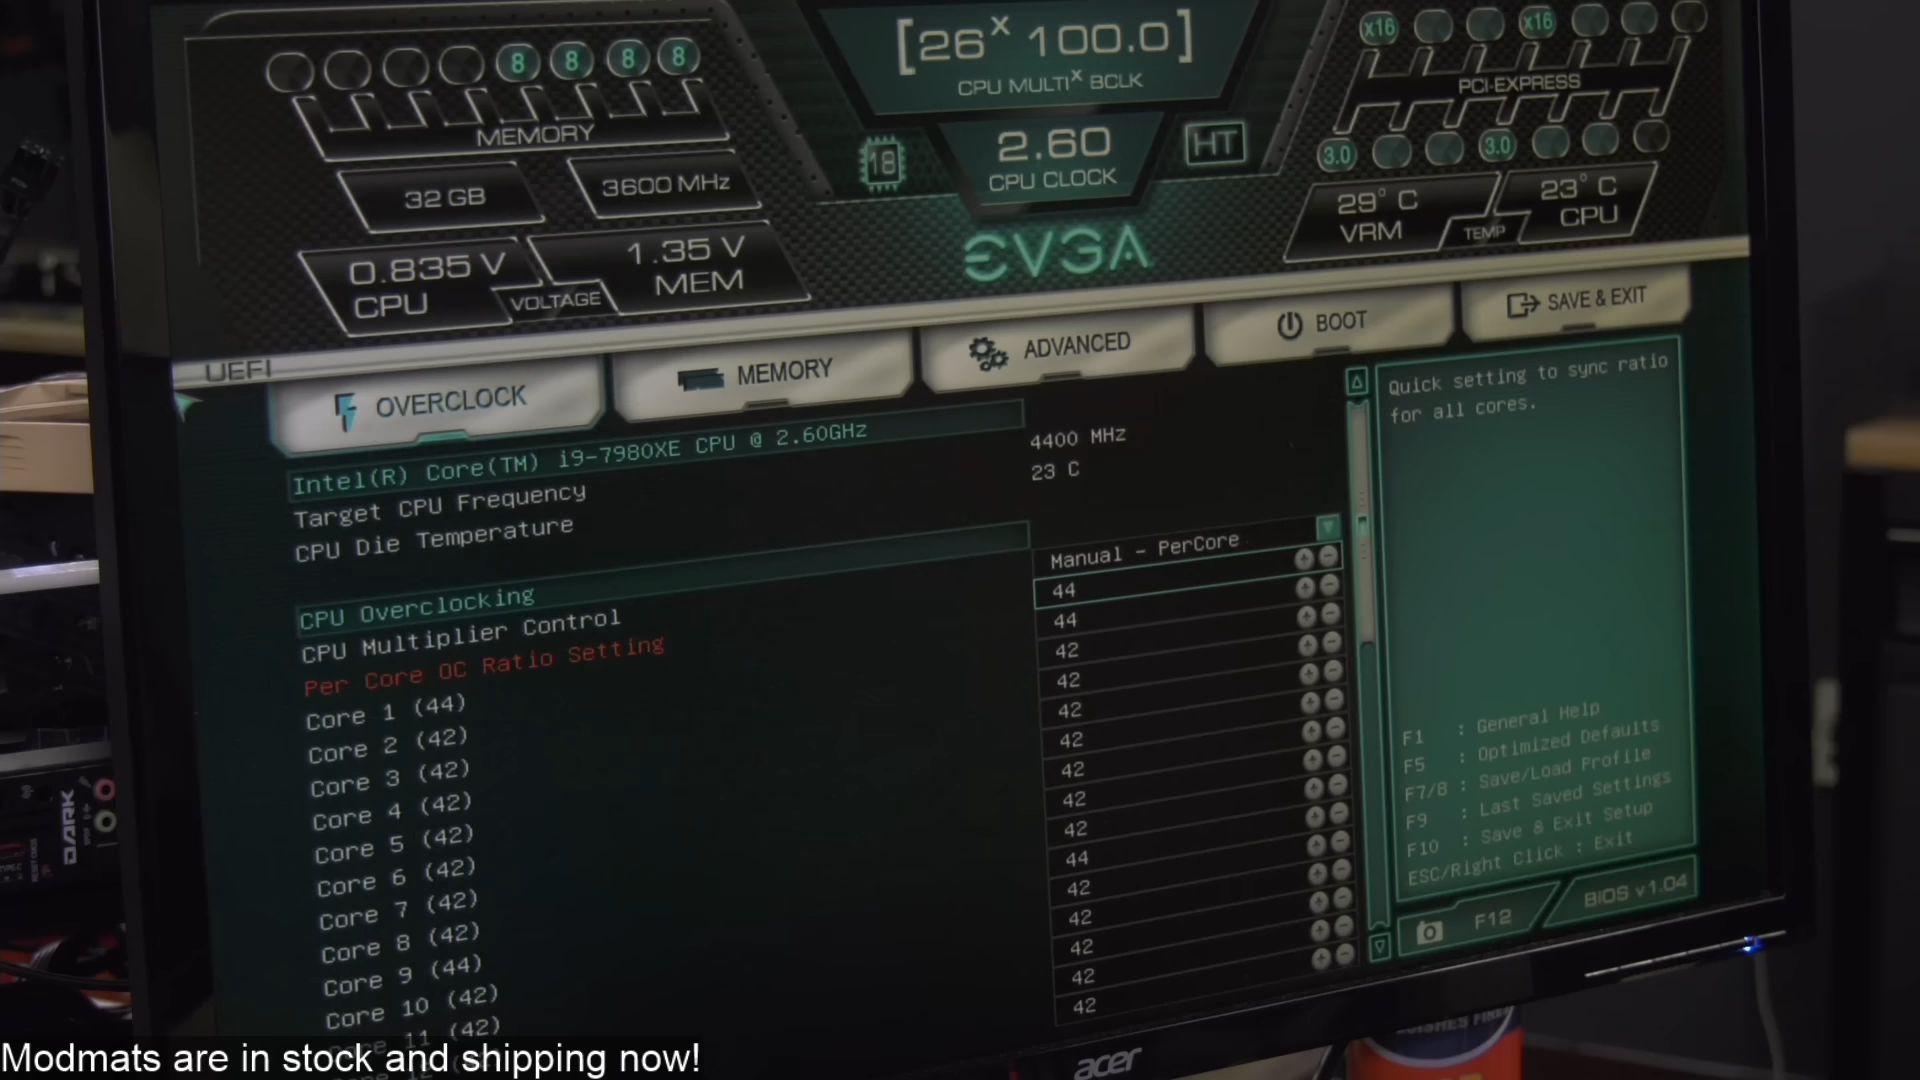 8 8 8 8
MEMORY
32 GB
3600 MHz
0.835 V
CPU
VOLTAGE
1.35 V
MEM
[26x 100.0]
CPU MULTIx BCLK
18
2.60
CPU CLOCK
HT
EVGA
x16 x16
PCI-EXPRESS
3.0 3.0
29° C
VRM
TEMP
23° C
CPU
UEFI
OVERCLOCK
MEMORY
ADVANCED
BOOT
SAVE & EXIT
Intel(R) Core(TM) i9-7980XE CPU @ 2.60GHz
Target CPU Frequency
4400 MHz
CPU Die Temperature
23 C
CPU Overclocking
CPU Multiplier Control
Manual - PerCore
Per Core OC Ratio Setting
44
Core 1 (44)
44
Core 2 (42)
42
Core 3 (42)
42
Core 4 (42)
42
Core 5 (42)
42
Core 6 (42)
42
Core 7 (42)
42
Core 8 (42)
42
Core 9 (44)
44
Core 10 (42)
42
11 (42)
42
42
42
42
Quick setting to sync ratio
for all cores.
F1 : General Help
F5 : Optimized Defaults
F7/8 : Save/Load Profile
F9 : Last Saved Settings
F10 : Save & Exit Setup
ESC/Right Click : Exit
F12
BIOS v1.04
DARK
acer
Modmats are in stock and shipping now!